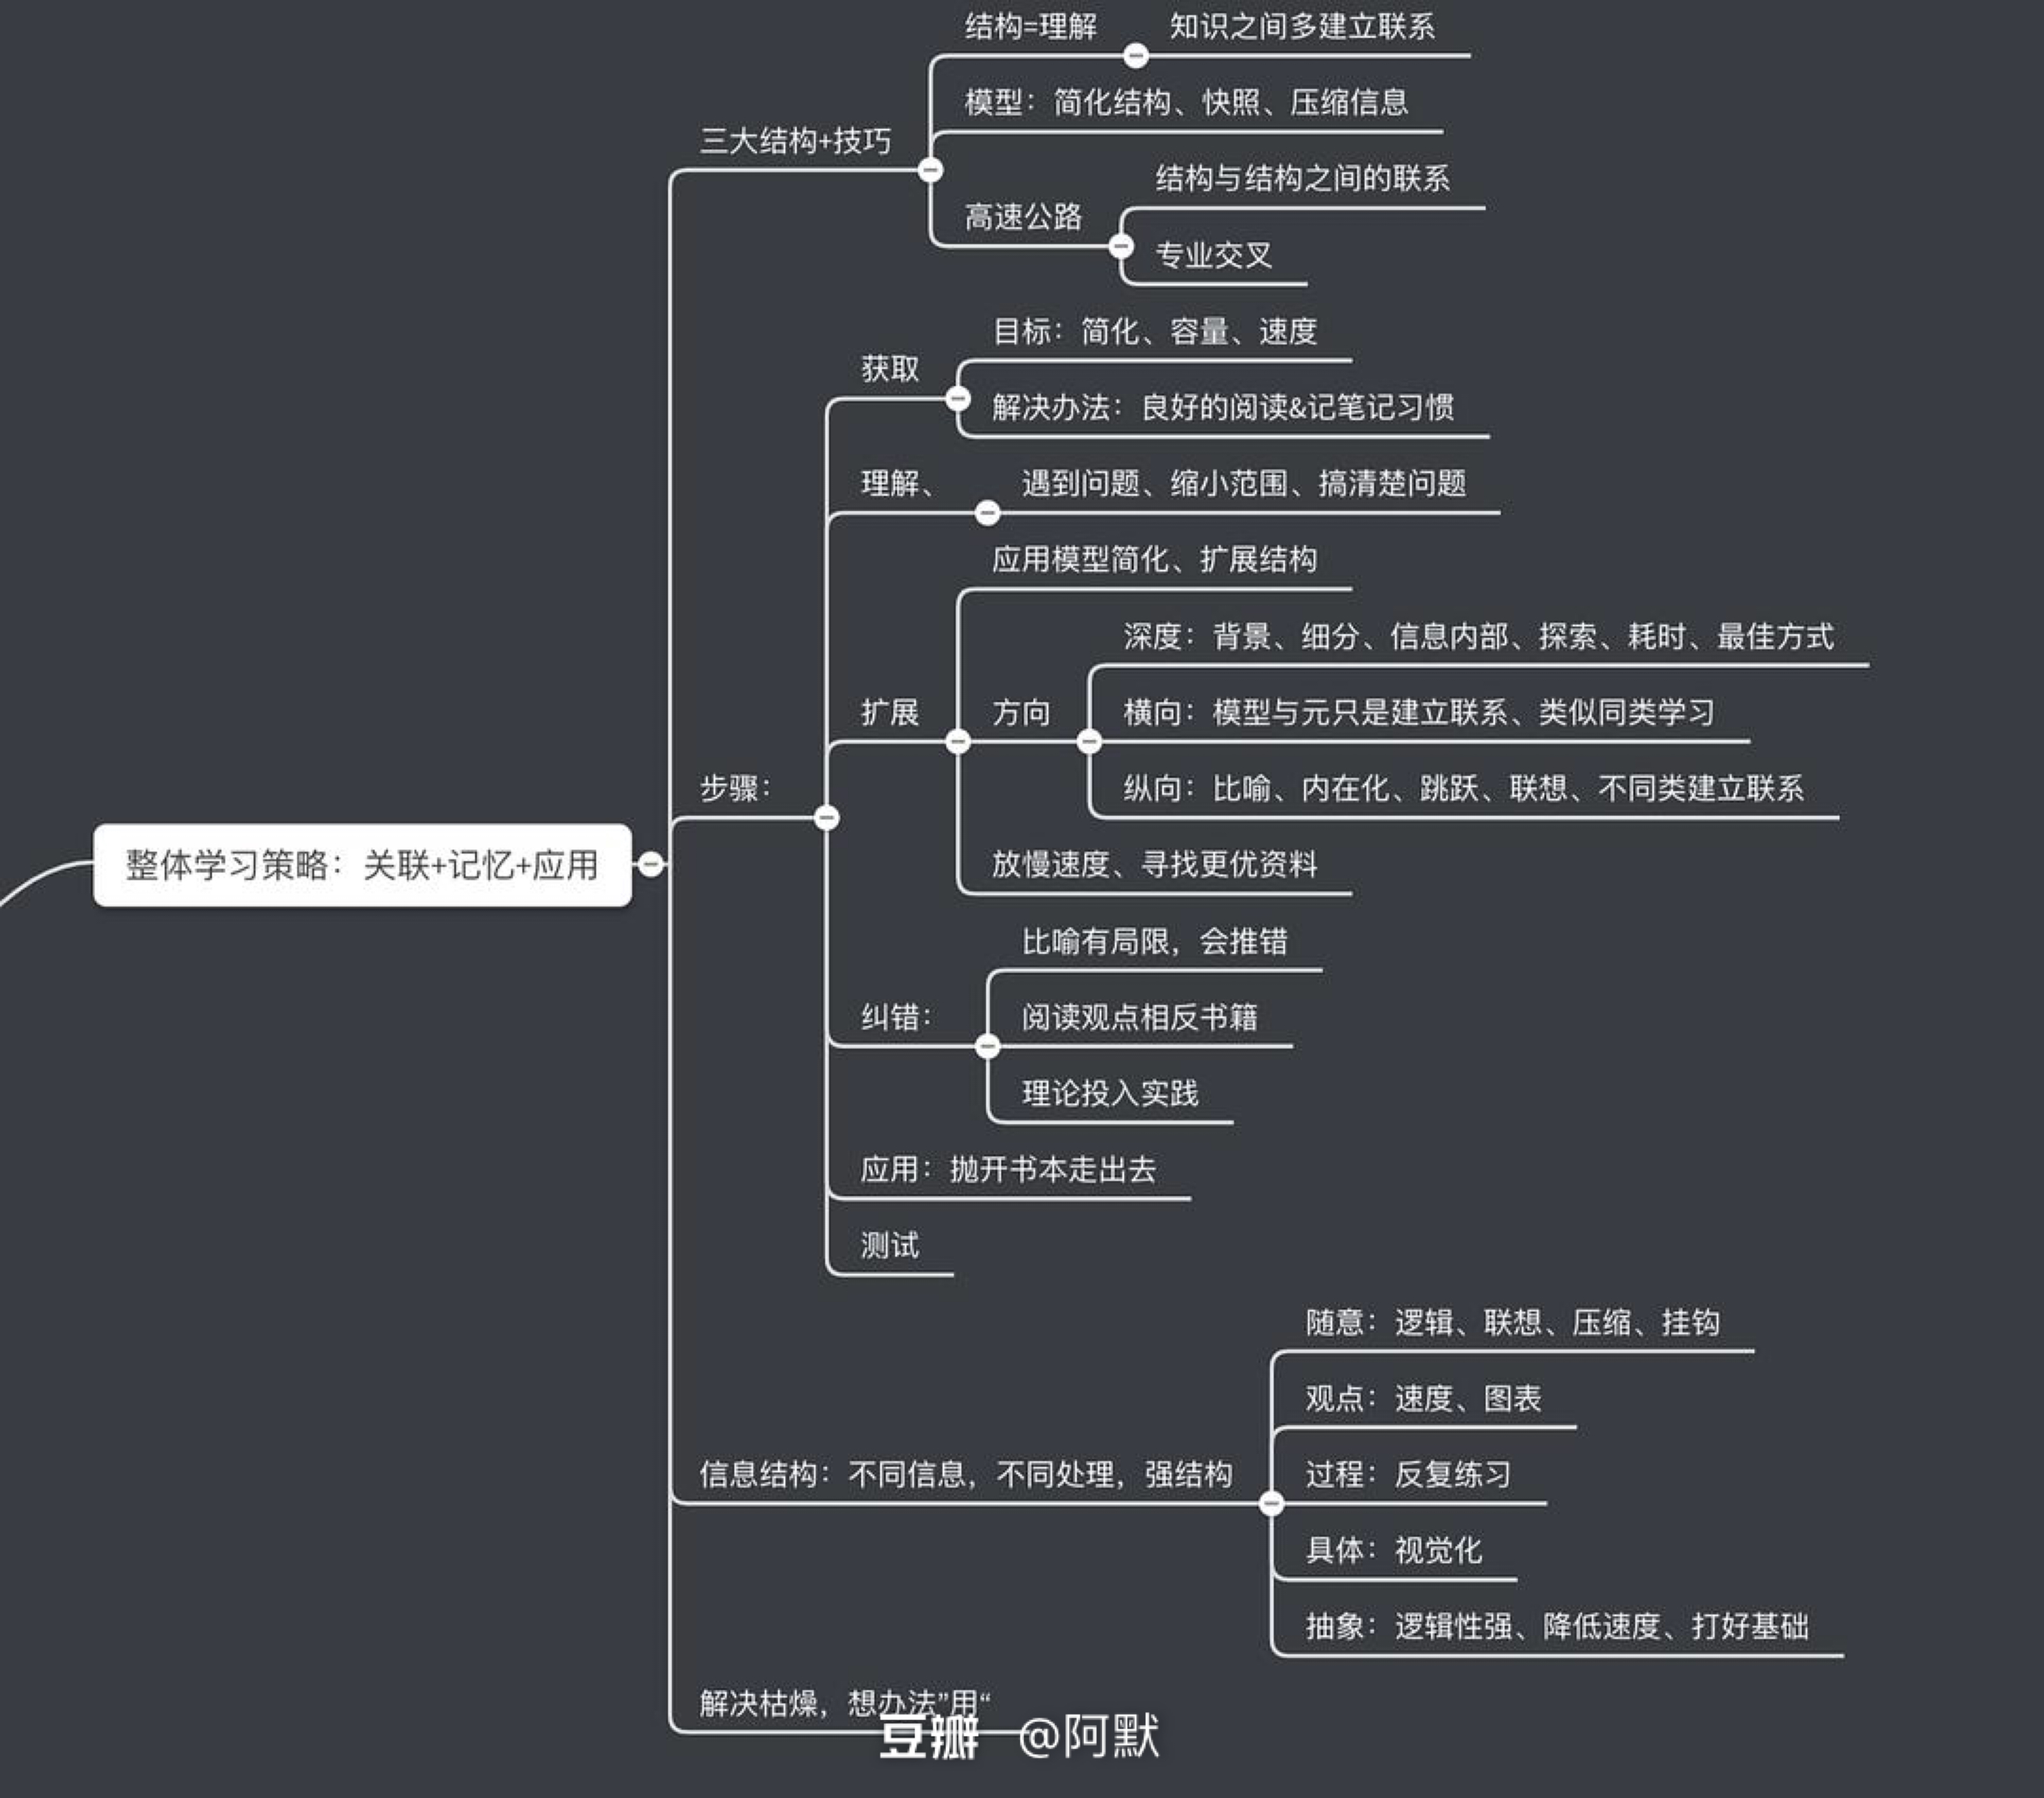 结构=理解
知识之间多建立联系
模型：简化结构、快照、压缩信息
三大结构+技巧
结构与结构之间的联系
高速公路
专业交叉
目标：简化、容量、速度
获取
解决办法：良好的阅读&记笔记习惯
理解、
遇到问题、缩小范围、搞清楚问题
应用模型简化、扩展结构
深度：背景、细分、信息内部、探索、耗时、最佳方式
扩展
方向
横向：模型与元只是建立联系、类似同类学习
步骤：
纵向：比喻、内在化、跳跃、联想、不同类建立联系
整体学习策略：关联+记忆+应用
放慢速度、寻找更优资料
比喻有局限，会推错
纠错：
阅读观点相反书籍
理论投入实践
应用：抛开书本走出去
测试
随意：逻辑、联想、压缩、挂钩
观点：速度、图表
信息结构：不同信息，不同处理，强结构
过程：反复练习
具体：视觉化
抽象：逻辑性强、降低速度、打好基础
解决枯燥，想办法”用“
豆瓣 @阿默